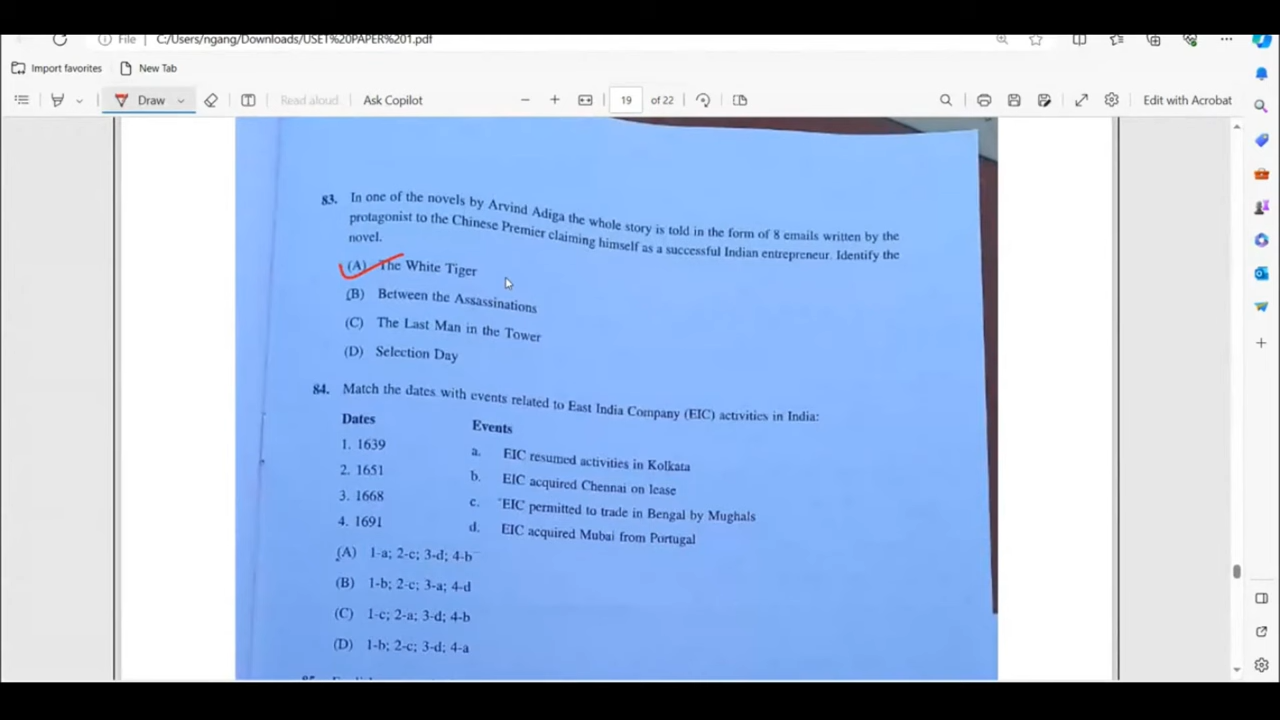 File
C:/Users/ngang/Downloads/USET%20PAPER%201.pdf
Import favorites
New Tab
Draw
Read aloud
Ask Copilot
19
of 22
Edit with Acrobat
83. In one of the novels by Arvind Adiga the whole story is told in the form of 8 emails written by the
protagonist to the Chinese Premier claiming himself as a successful Indian entrepreneur. Identify the
novel.
(A) The White Tiger
(B) Between the Assassinations
(C) The Last Man in the Tower
(D) Selection Day
84. Match the dates with events related to East India Company (EIC) activities in India:
Dates Events
1. 1639 a. EIC resumed activities in Kolkata
2. 1651 b. EIC acquired Chennai on lease
3. 1668 c. EIC permitted to trade in Bengal by Mughals
4. 1691 d. EIC acquired Mubai from Portugal
(A) 1-a; 2-c; 3-d; 4-b
(B) 1-b; 2-c; 3-a; 4-d
(C) 1-c; 2-a; 3-d; 4-b
(D) 1-b; 2-c; 3-d; 4-a